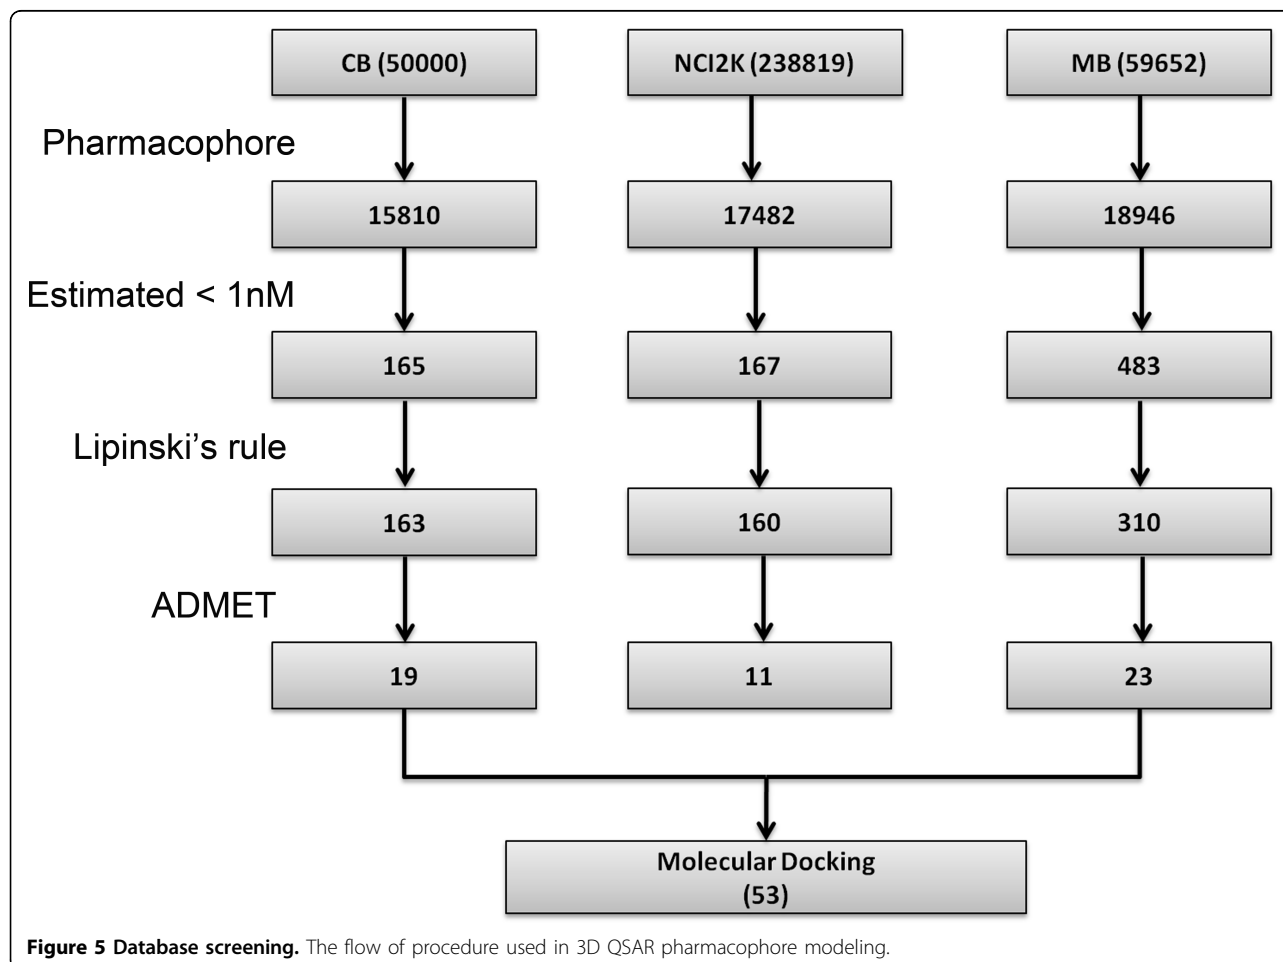 CB (50000)
NCI2K (238819)
MB (59652)
Pharmacophore
15810
17482
18946
Estimated < 1nM
165
167
483
Lipinski’s rule
163
160
310
ADMET
19
11
23
Molecular Docking
(53)
Figure 5 Database screening. The flow of procedure used in 3D QSAR pharmacophore modeling.